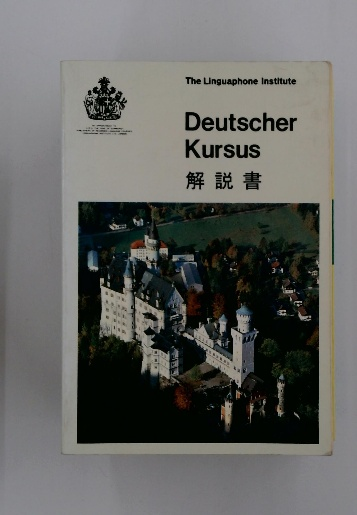 The Linguaphone Institute
Deutscher
Kursus
解説書